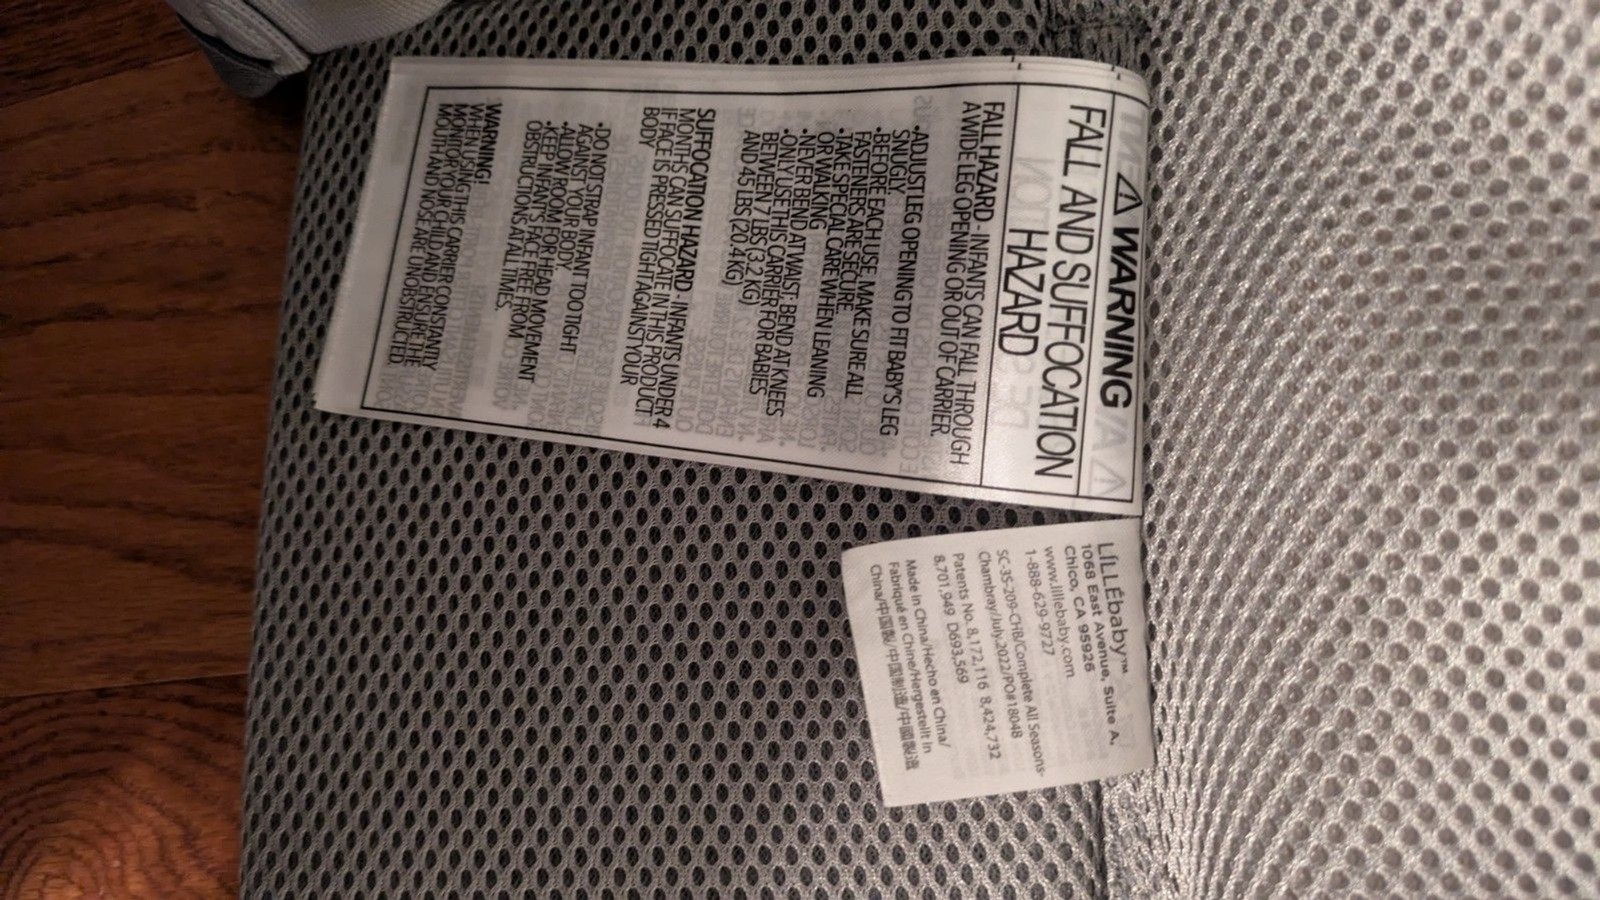 ⚠ WARNING
FALL AND SUFFOCATION
HAZARD
FALL HAZARD - INFANTS CAN FALL THROUGH
A WIDE LEG OPENING OR OUT OF CARRIER.
•ADJUST LEG OPENING TO FIT BABY'S LEG
SNUGLY.
•BEFORE EACH USE, MAKE SURE ALL
FASTENERS ARE SECURE.
•TAKE SPECIAL CARE WHEN LEANING
OR WALKING
•NEVER BEND AT WAIST; BEND AT KNEES
•ONLY USE THIS CARRIER FOR BABIES
BETWEEN 7 LBS (3.2 KG)
AND 45 LBS (20.4 KG)
SUFFOCATION HAZARD - INFANTS UNDER 4
MONTHS CAN SUFFOCATE IN THIS PRODUCT
IF FACE IS PRESSED TIGHT AGAINST YOUR
BODY
•DO NOT STRAP INFANT TOO TIGHT
AGAINST YOUR BODY
•ALLOW ROOM FOR HEAD MOVEMENT
•KEEP INFANT'S FACE FREE FROM
OBSTRUCTIONS AT ALL TIMES.
WARNING!
WHEN USING THIS CARRIER CONSTANTLY
MONITOR YOUR CHILD AND ENSURE THE
MOUTH AND NOSE ARE UNOBSTRUCTED
LÍLLÉbaby™
1068 East Avenue, Suite A,
Chico, CA 95926
www.lillebaby.com
1-888-629-9727
SC-35-209-CHB/Complete All Seasons-
Chambray/July-2022/PO#18048
Patents No. 8,172,116 8,424,732
8,701,949 D693,569
Made in China/Hecho en China/
Fabriqué en Chine/Hergestellt in
China/中国製/中国制造/中國製造